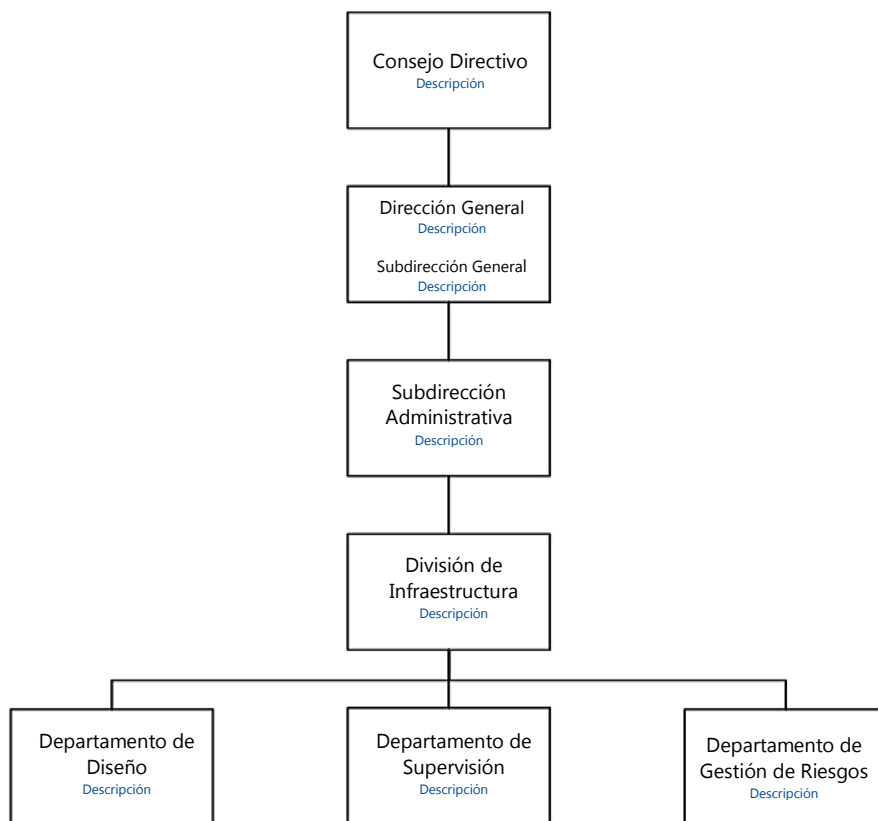 Consejo Directivo
Descripción
Dirección General
Descripción
Subdirección General
Descripción
Subdirección
Administrativa
Descripción
División de
Infraestructura
Descripción
Departamento de
Diseño
Descripción
Departamento de
Supervisión
Descripción
Departamento de
Gestión de Riesgos
Descripción